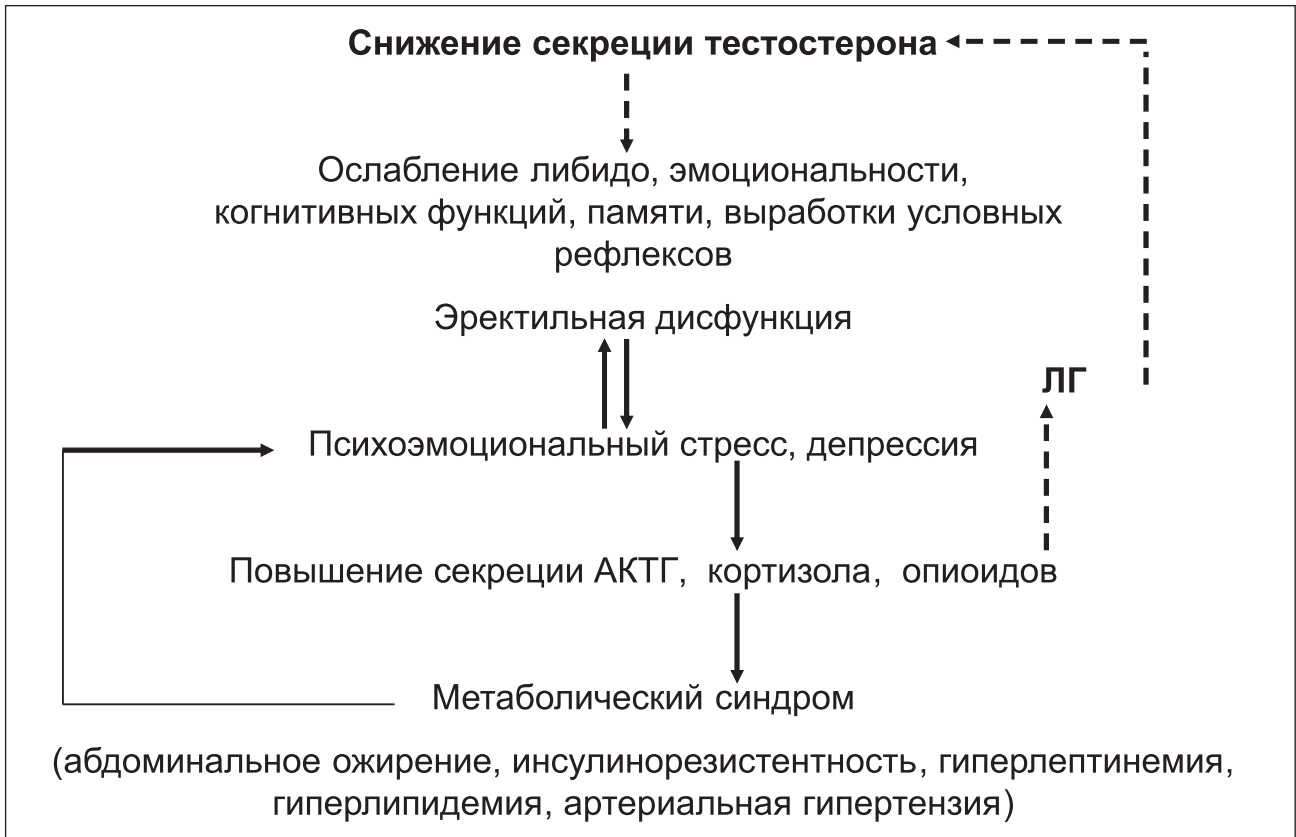 Снижение секреции тестостерона
Ослабление либидо, эмоциональности,
когнитивных функций, памяти, выработки условных
рефлексов
Эректильная дисфункция
ЛГ
Психоэмоциональный стресс, депрессия
Повышение секреции АКТГ, кортизола, опиоидов
Метаболический синдром
(абдоминальное ожирение, инсулинорезистентность, гиперлептинемия,
гиперлипидемия, артериальная гипертензия)